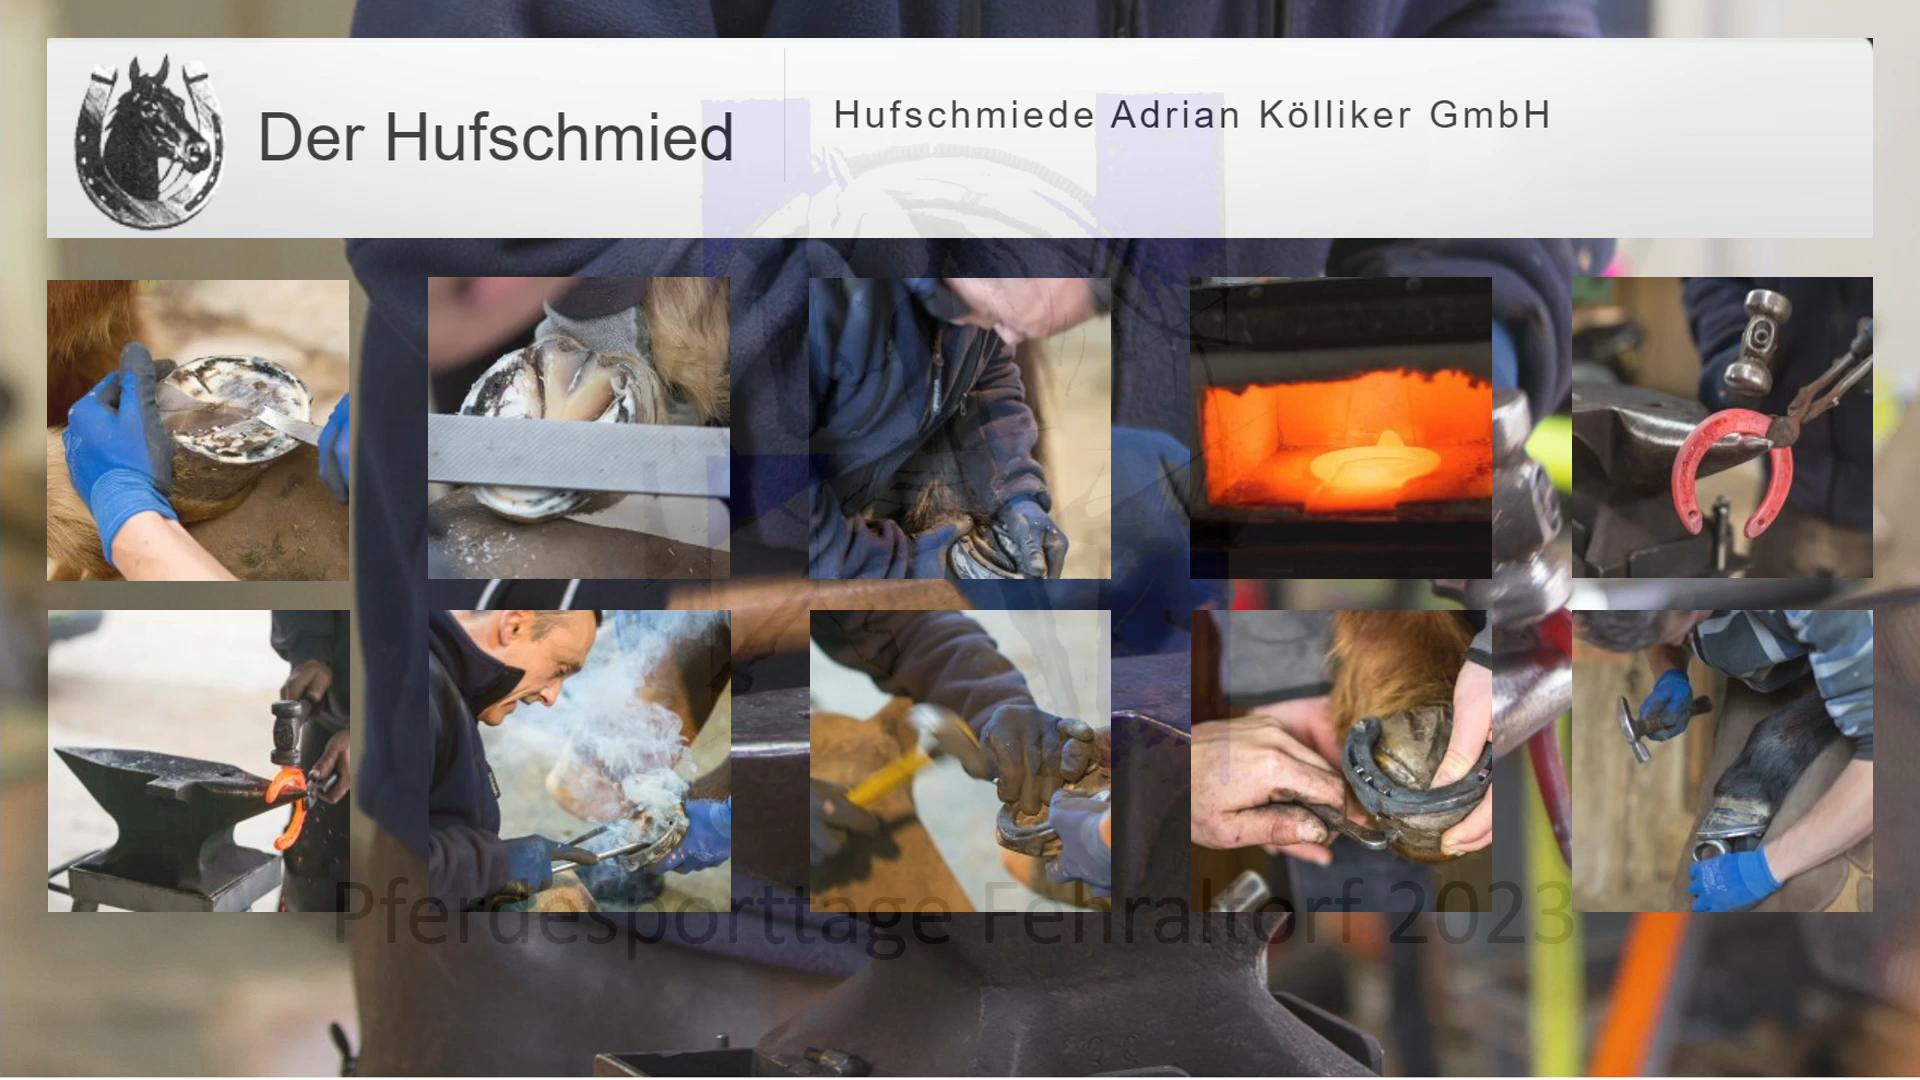 Der Hufschmied
Hufschmiede Adrian Kölliker GmbH
Pferdesporttage Fehraltorf 2023